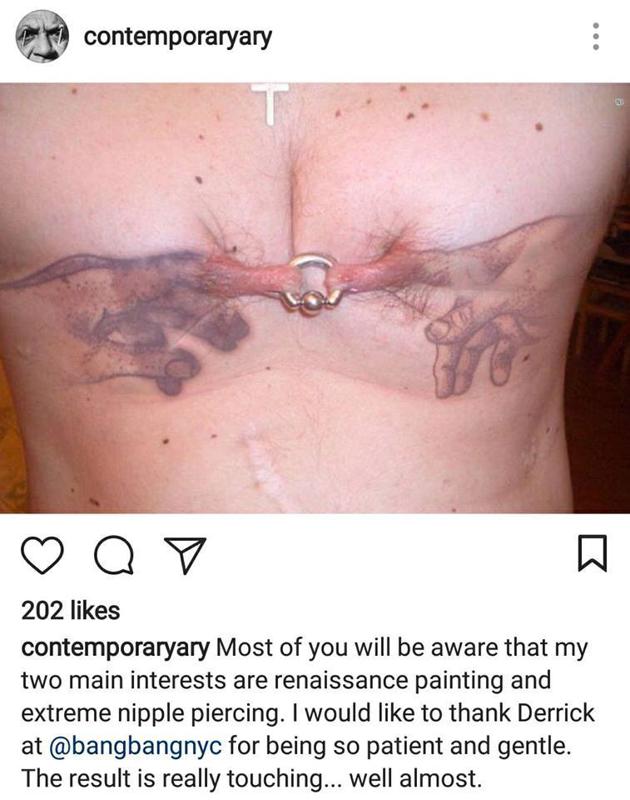 contemporaryary
T
202 likes
contemporaryary Most of you will be aware that my
two main interests are renaissance painting and
extreme nipple piercing. I would like to thank Derrick
at @bangbangnyc for being so patient and gentle.
The result is really touching... well almost.